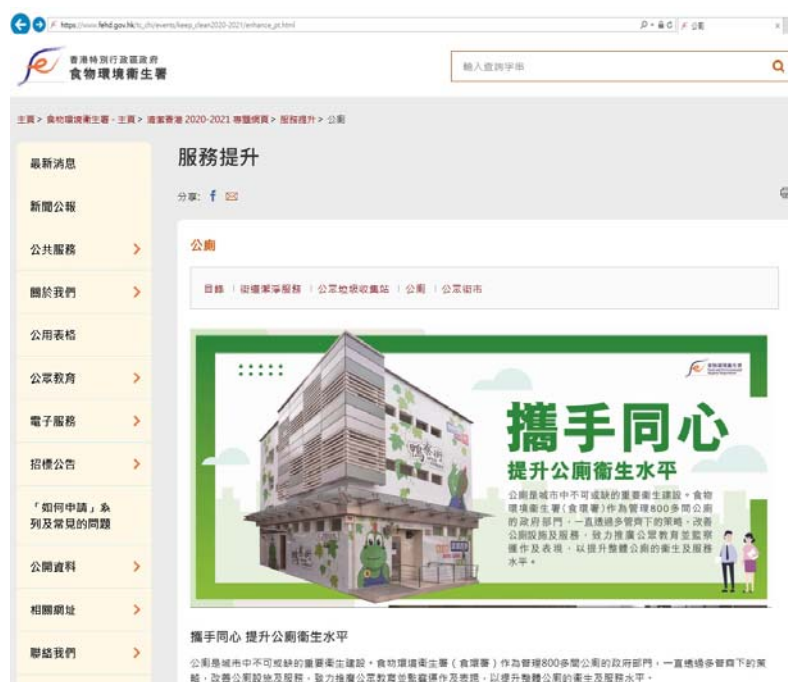 https://www.fehd.gov.hk/tc_chi/events/keep_clean2020-2021/enhance_pt.html
公廁
香港特別行政區政府
食物環境衞生署
輸入查詢字串
主頁 > 食物環境衞生署 - 主頁 > 清潔香港 2020-2021 專題網頁 > 服務提升 > 公廁
最新消息
新聞公報
公共服務
關於我們
公用表格
公眾教育
電子服務
招標公告
「如何申請」系
列及常見的問題
公開資料
相關網址
聯絡我們
服務提升
分享:
公廁
目錄 | 街道潔淨服務 | 公眾垃圾收集站 | 公廁 | 公眾街市
食物環境衞生署
鴨寮街
攜手同心
提升公廁衞生水平
公廁是城市中不可或缺的重要衞生建設。食物
環境衞生署(食環署)作為管理800多間公廁
的政府部門，一直透過多管齊下的策略，改善
公廁設施及服務，致力推廣公眾教育並監察
運作及表現，以提升整體公廁的衞生及服務
水平。
攜手同心 提升公廁衞生水平
公廁是城市中不可或缺的重要衞生建設。食物環境衞生署（食環署）作為管理800多間公廁的政府部門，一直透過多管齊下的策
略，改善公廁設施及服務，致力推廣公眾教育並監察運作及表現，以提升整體公廁的衞生及服務水平。